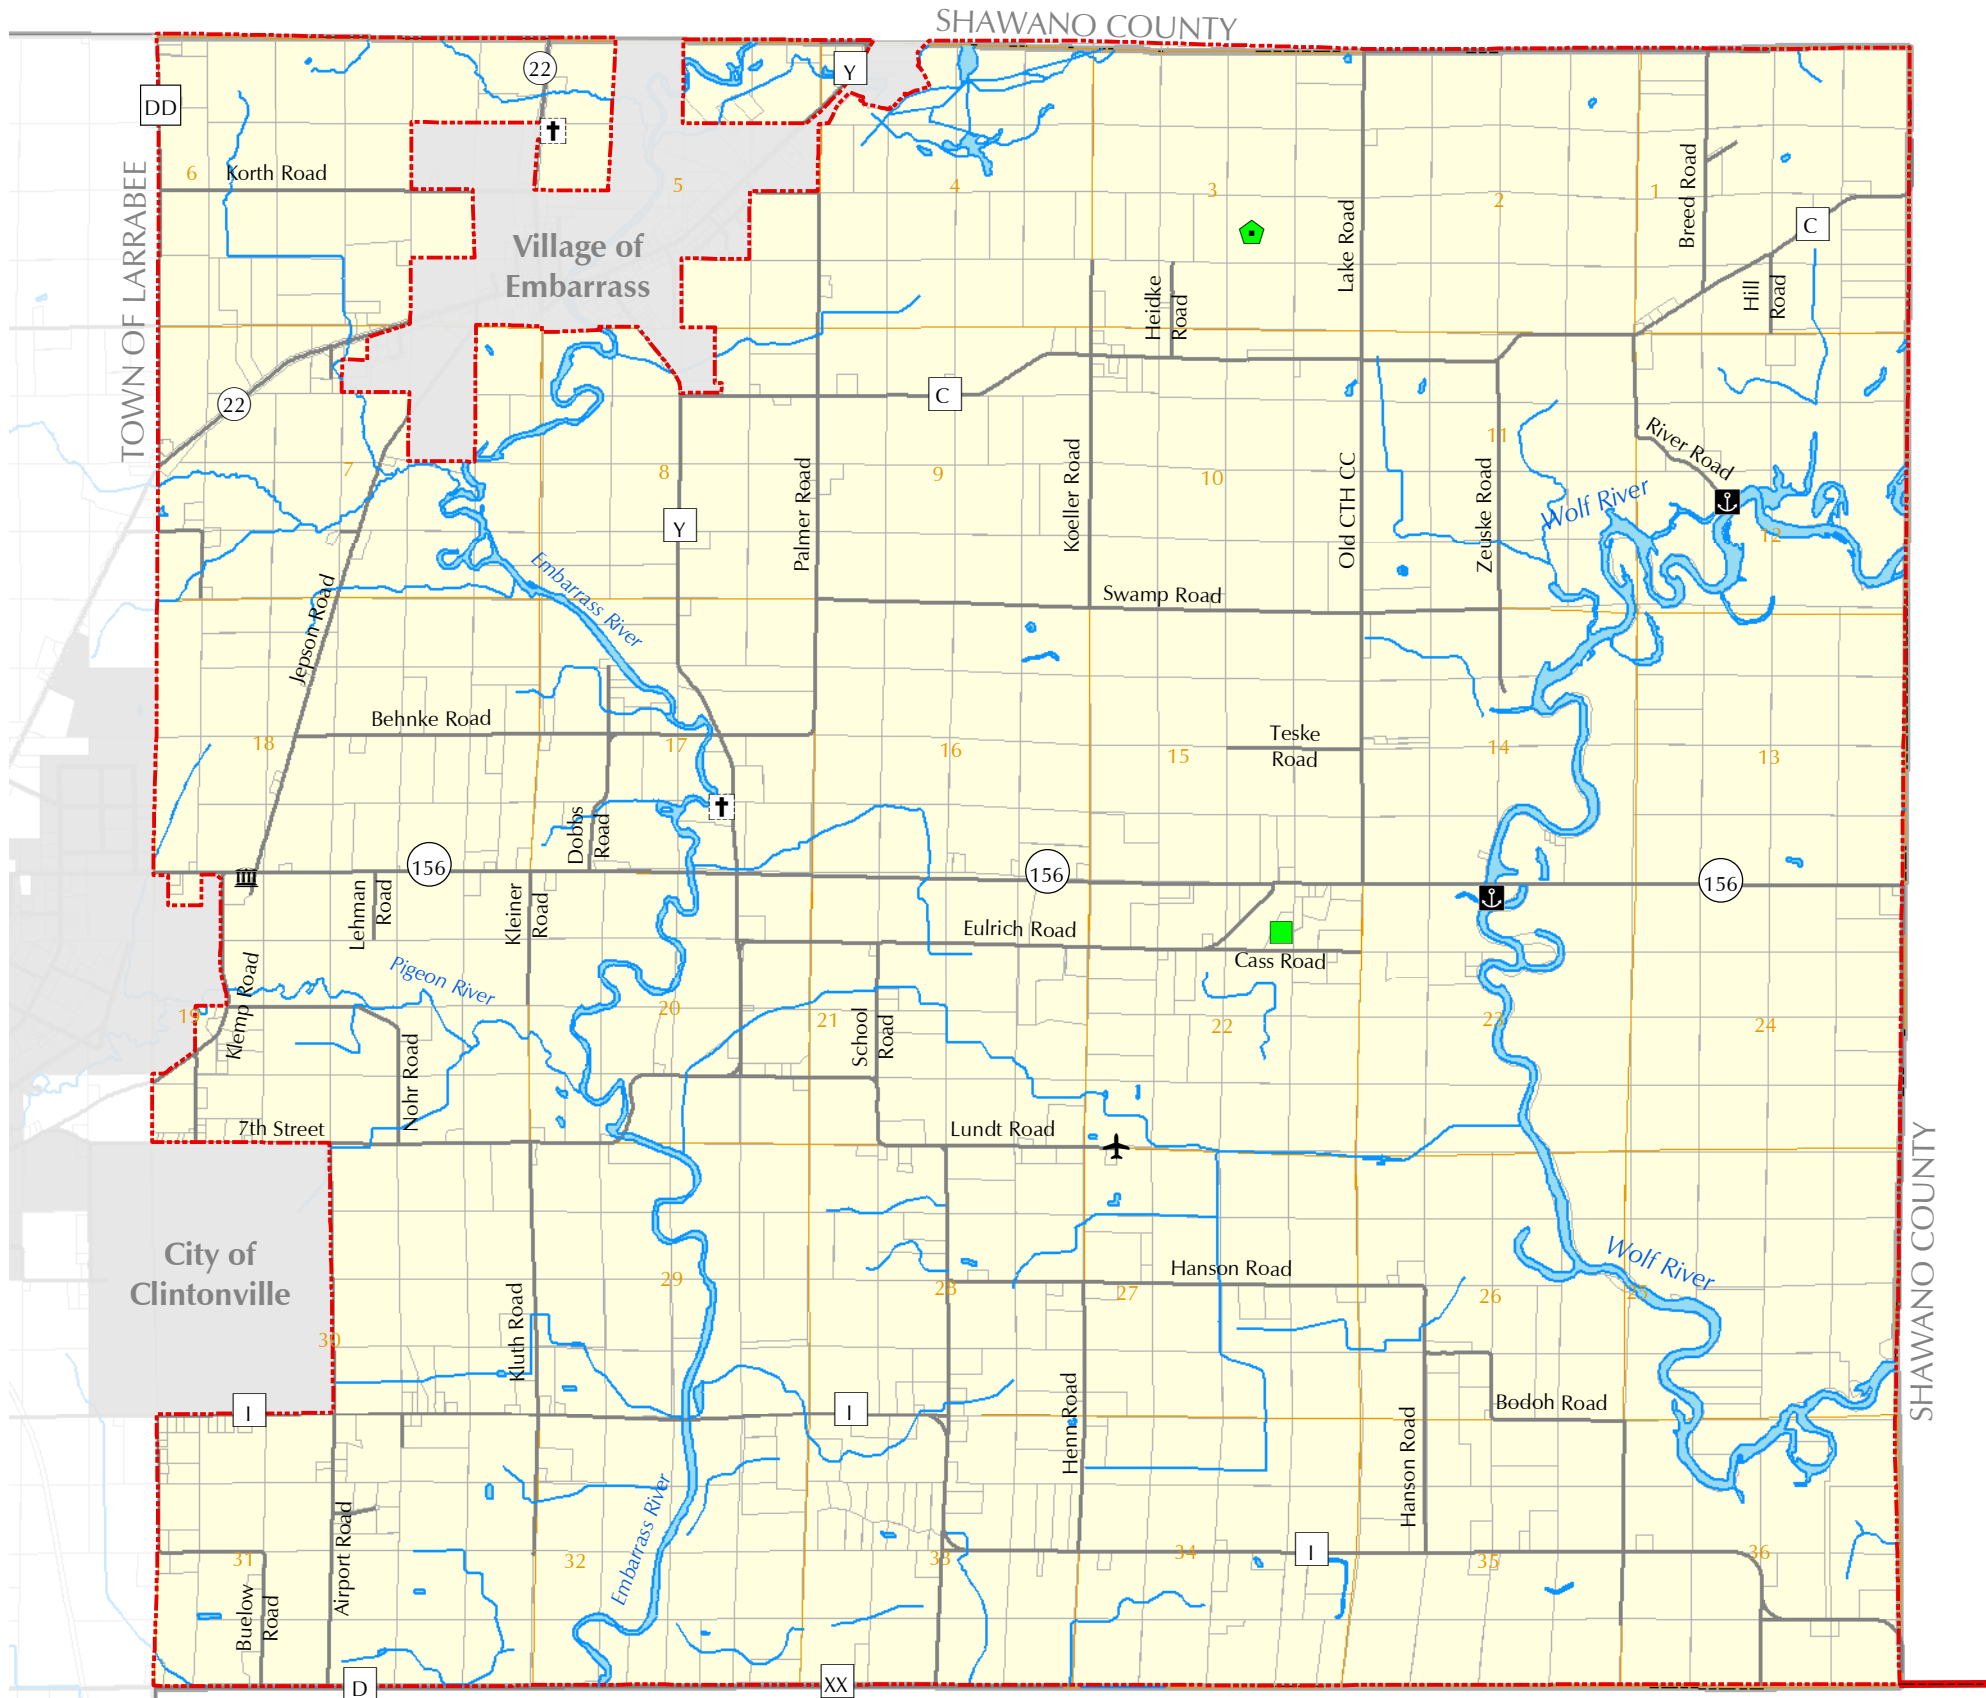 SHAWANO COUNTY
22
Y
DD
TOWN OF LARRABEE
6
Korth Road
5
4
3
2
1
Breed Road
Lake Road
C
Village of
Embarrass
Heidke
Road
Hill
Road
22
C
7
8
9
10
11
River Road
Wolf River
12
Y
Palmer Road
Koeller Road
Old CTH CC
Zeuske Road
Embarrass River
Jepson Road
Swamp Road
Behnke Road
18
17
16
15
Teske
Road
14
13
Dobbs
Road
156
156
156
Lehman
Road
Kleiner
Road
Eulrich Road
Cass Road
Pigeon River
Klemp Road
19
20
21
School
Road
22
23
24
Nohr Road
7th Street
Lundt Road
SHAWANO COUNTY
City of
Clintonville
29
28
Hanson Road
27
26
25
Wolf River
30
Kluth Road
I
I
Henn Road
Hanson Road
Bodoh Road
Airport Road
Embarrass River
31
32
33
34
I
35
36
Buelow
Road
D
XX